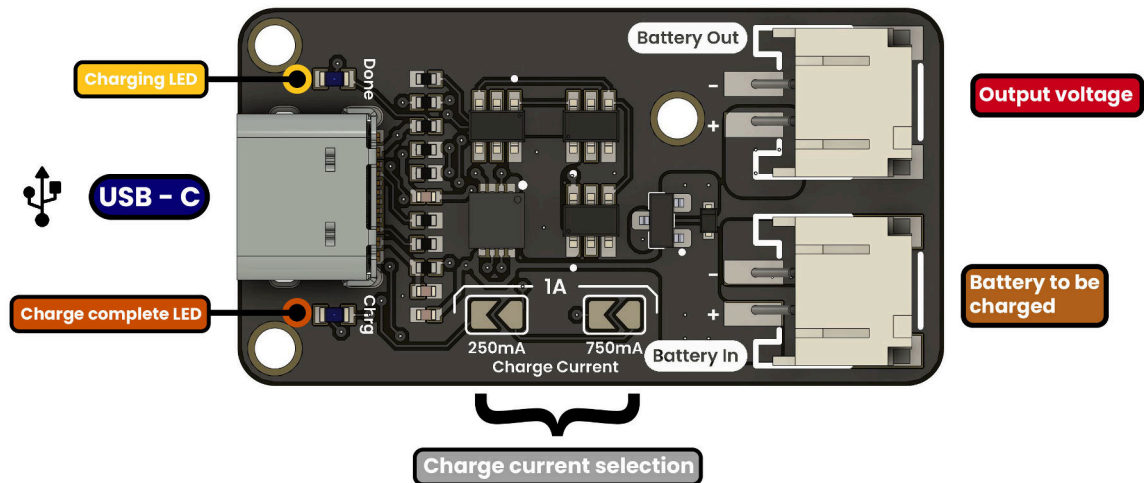 Battery Out
Charging LED
Done
-
+
Output voltage
USB - C
Battery to be
charged
-
+
Charge complete LED
Chrg
1A
250mA
750mA
Charge Current
Battery In
Charge current selection